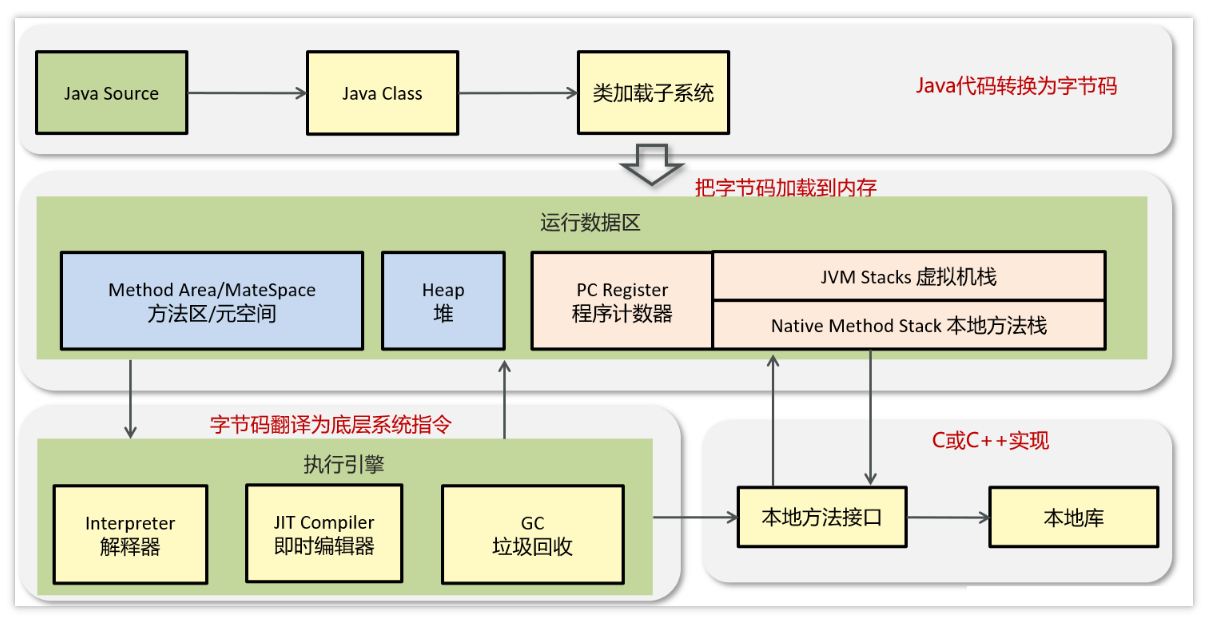 Java Source
Java Class
类加载子系统
Java代码转换为字节码
把字节码加载到内存
运行数据区
Method Area/MateSpace
方法区/元空间
Heap
堆
PC Register
程序计数器
JVM Stacks 虚拟机栈
Native Method Stack 本地方法栈
字节码翻译为底层系统指令
执行引擎
Interpreter
解释器
JIT Compiler
即时编辑器
GC
垃圾回收
C或C++实现
本地方法接口
本地库